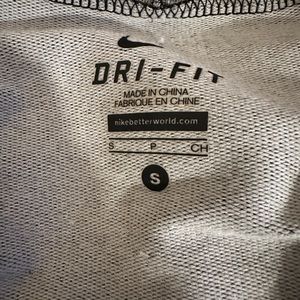 DRI-FIT
MADE IN CHINA
FABRIQUE EN CHINE
nikebetterworld.com
S P CH
S